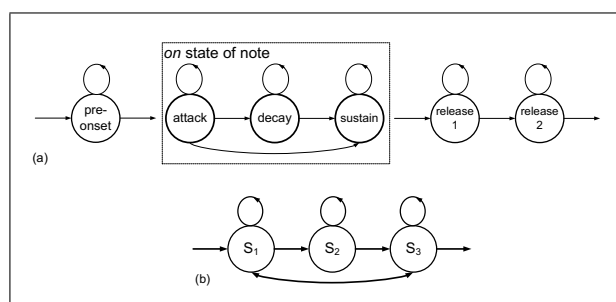 on state of note
pre-
onset
attack
decay
sustain
release
1
release
2
(a)
S1
S2
S3
(b)